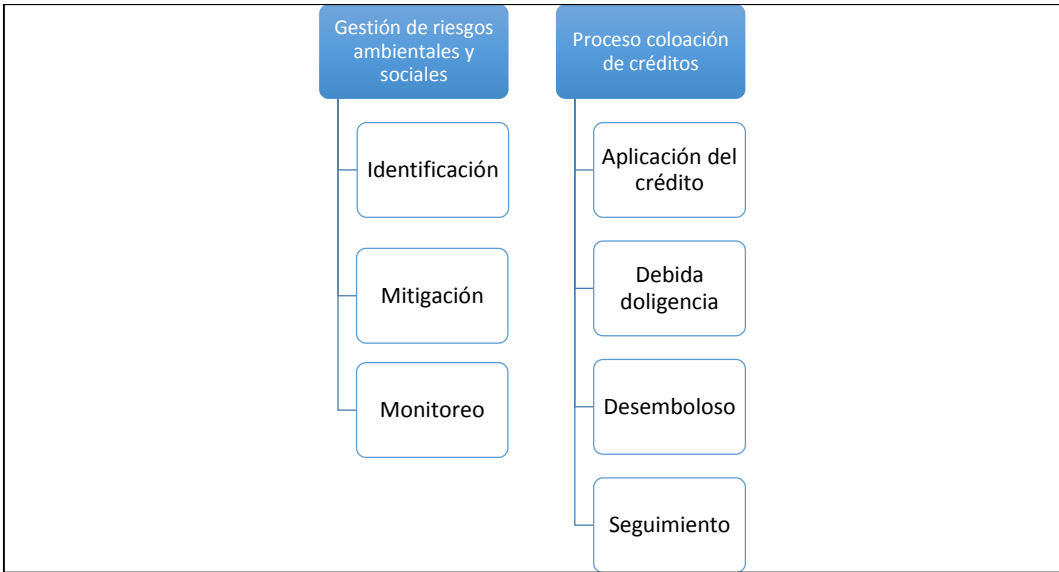 Gestión de riesgos
ambientales y
sociales
Identificación
Mitigación
Monitoreo
Proceso coloación
de créditos
Aplicación del
crédito
Debida
doligencia
Desemboloso
Seguimiento